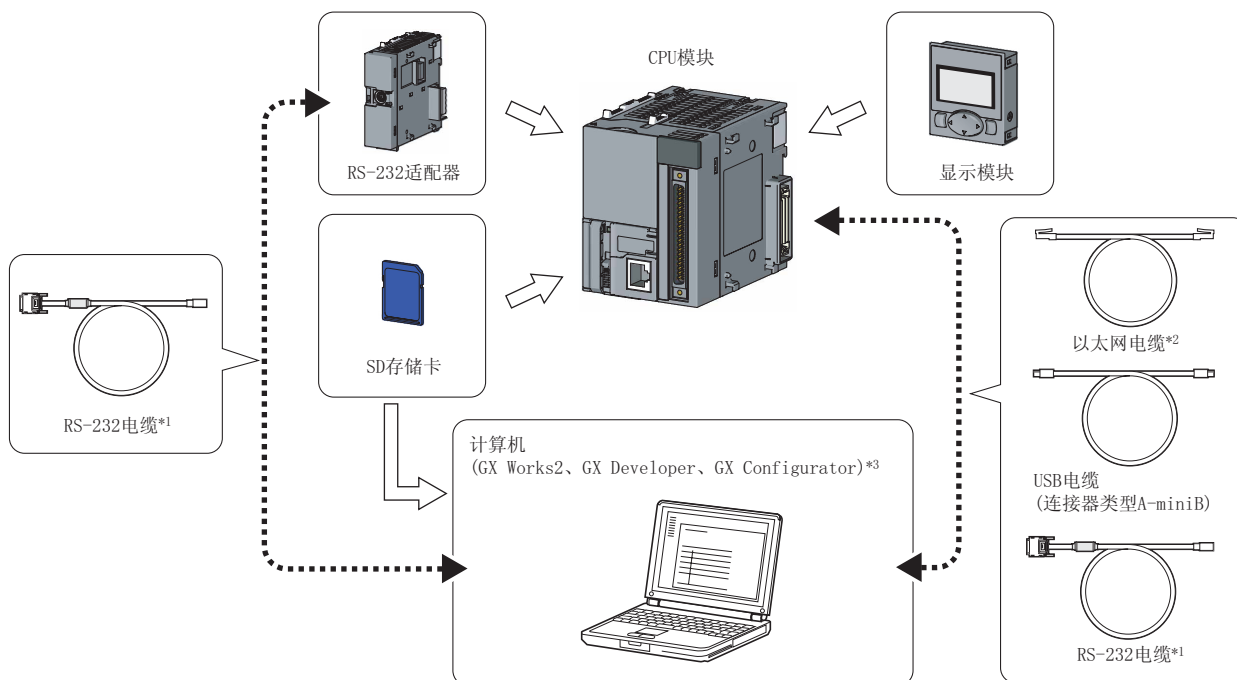 CPU模块
RS-232适配器
显示模块
SD存储卡
RS-232电缆*1
以太网电缆*2
计算机
(GX Works2、GX Developer、GX Configurator)*3
USB电缆
(连接器类型A-miniB)
RS-232电缆*1